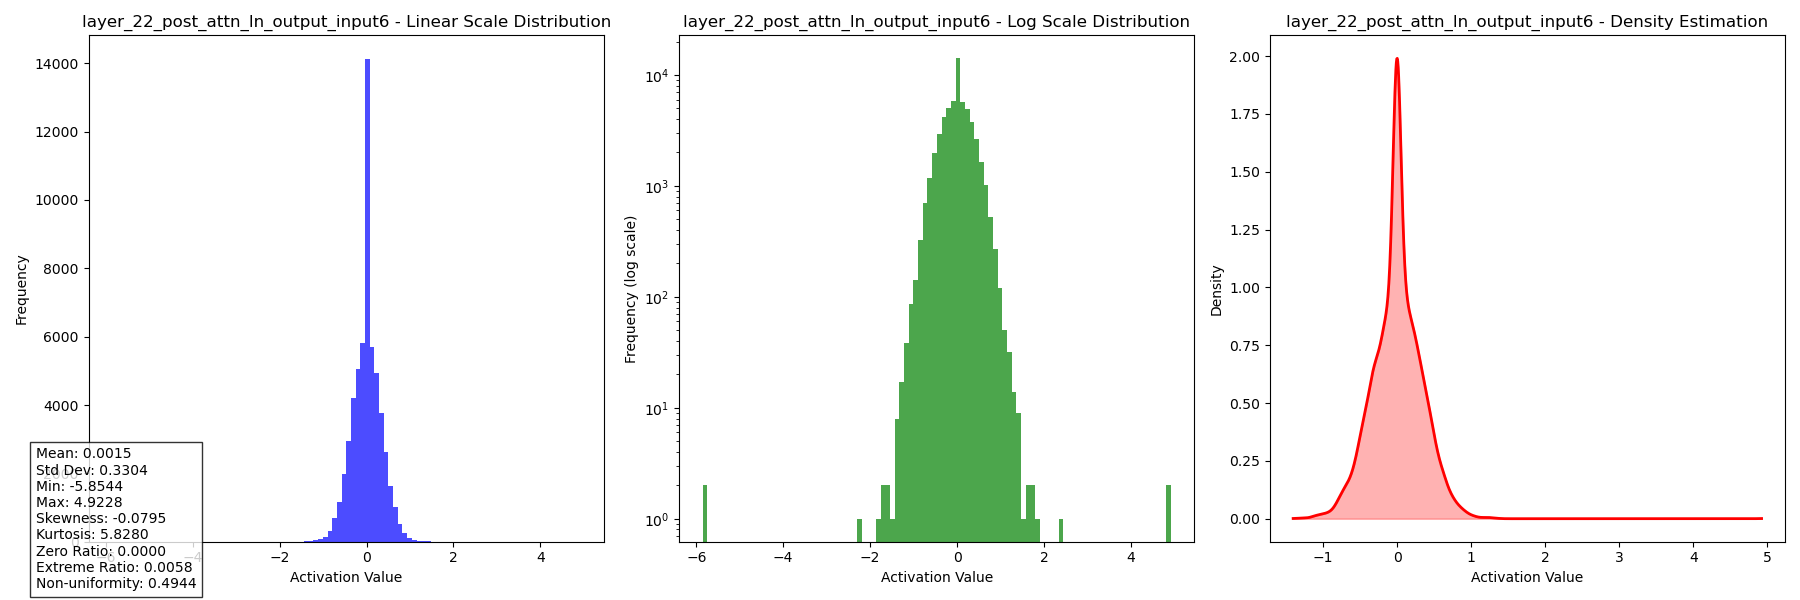 layer_22_post_attn_ln_output_input6 - Linear Scale Distribution
14000
12000
10000
8000
6000
4000
2000
0
Frequency
−6
−4
−2
0
2
4
Activation Value
Mean: 0.0015
Std Dev: 0.3304
Min: -5.8544
Max: 4.9228
Skewness: -0.0795
Kurtosis: 5.8280
Zero Ratio: 0.0000
Extreme Ratio: 0.0058
Non-uniformity: 0.4944
layer_22_post_attn_ln_output_input6 - Log Scale Distribution
10⁴
10³
10²
10¹
10⁰
Frequency (log scale)
−6
−4
−2
0
2
4
Activation Value
layer_22_post_attn_ln_output_input6 - Density Estimation
2.00
1.75
1.50
1.25
1.00
0.75
0.50
0.25
0.00
Density
−1
0
1
2
3
4
5
Activation Value